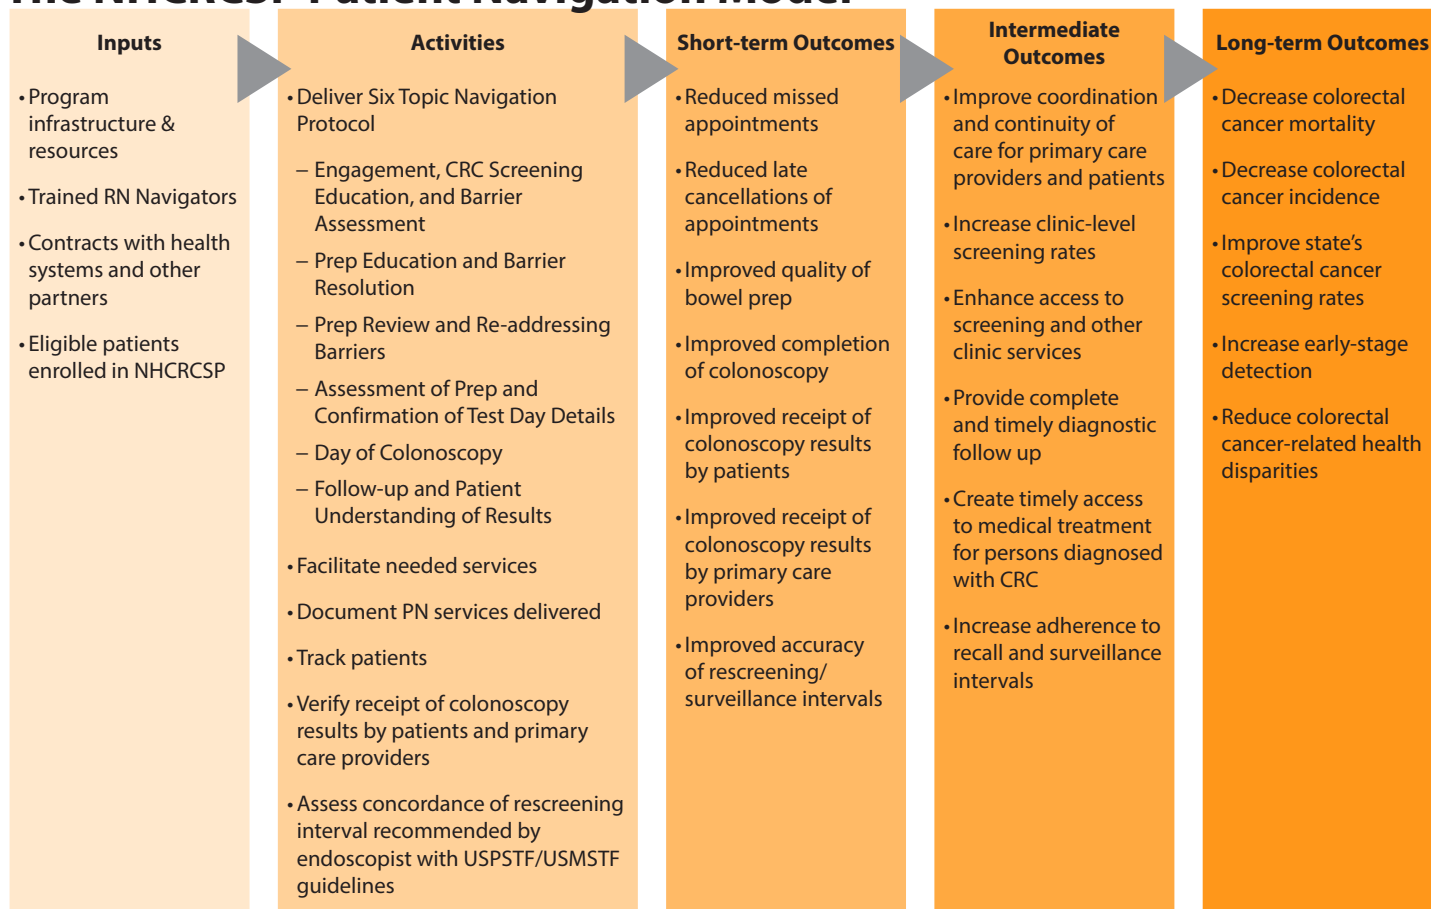 The NHCRCSP Patient Navigation Model
Inputs
• Program
infrastructure &
resources
• Trained RN Navigators
• Contracts with health
systems and other
partners
• Eligible patients
enrolled in NHCRCSP
Activities
• Deliver Six Topic Navigation
Protocol
– Engagement, CRC Screening
Education, and Barrier
Assessment
– Prep Education and Barrier
Resolution
– Prep Review and Re-addressing
Barriers
– Assessment of Prep and
Confirmation of Test Day Details
– Day of Colonoscopy
– Follow-up and Patient
Understanding of Results
• Facilitate needed services
• Document PN services delivered
• Track patients
• Verify receipt of colonoscopy
results by patients and primary
care providers
• Assess concordance of rescreening
interval recommended by
endoscopist with USPSTF/USMSTF
guidelines
Short-term Outcomes
• Reduced missed
appointments
• Reduced late
cancellations of
appointments
• Improved quality of
bowel prep
• Improved completion
of colonoscopy
• Improved receipt of
colonoscopy results
by patients
• Improved receipt of
colonoscopy results
by primary care
providers
• Improved accuracy
of rescreening/
surveillance intervals
Intermediate
Outcomes
• Improve coordination
and continuity of
care for primary care
providers and patients
• Increase clinic-level
screening rates
• Enhance access to
screening and other
clinic services
• Provide complete
and timely diagnostic
follow up
• Create timely access
to medical treatment
for persons diagnosed
with CRC
• Increase adherence to
recall and surveillance
intervals
Long-term Outcomes
• Decrease colorectal
cancer mortality
• Decrease colorectal
cancer incidence
• Improve state's
colorectal cancer
screening rates
• Increase early-stage
detection
• Reduce colorectal
cancer-related health
disparities